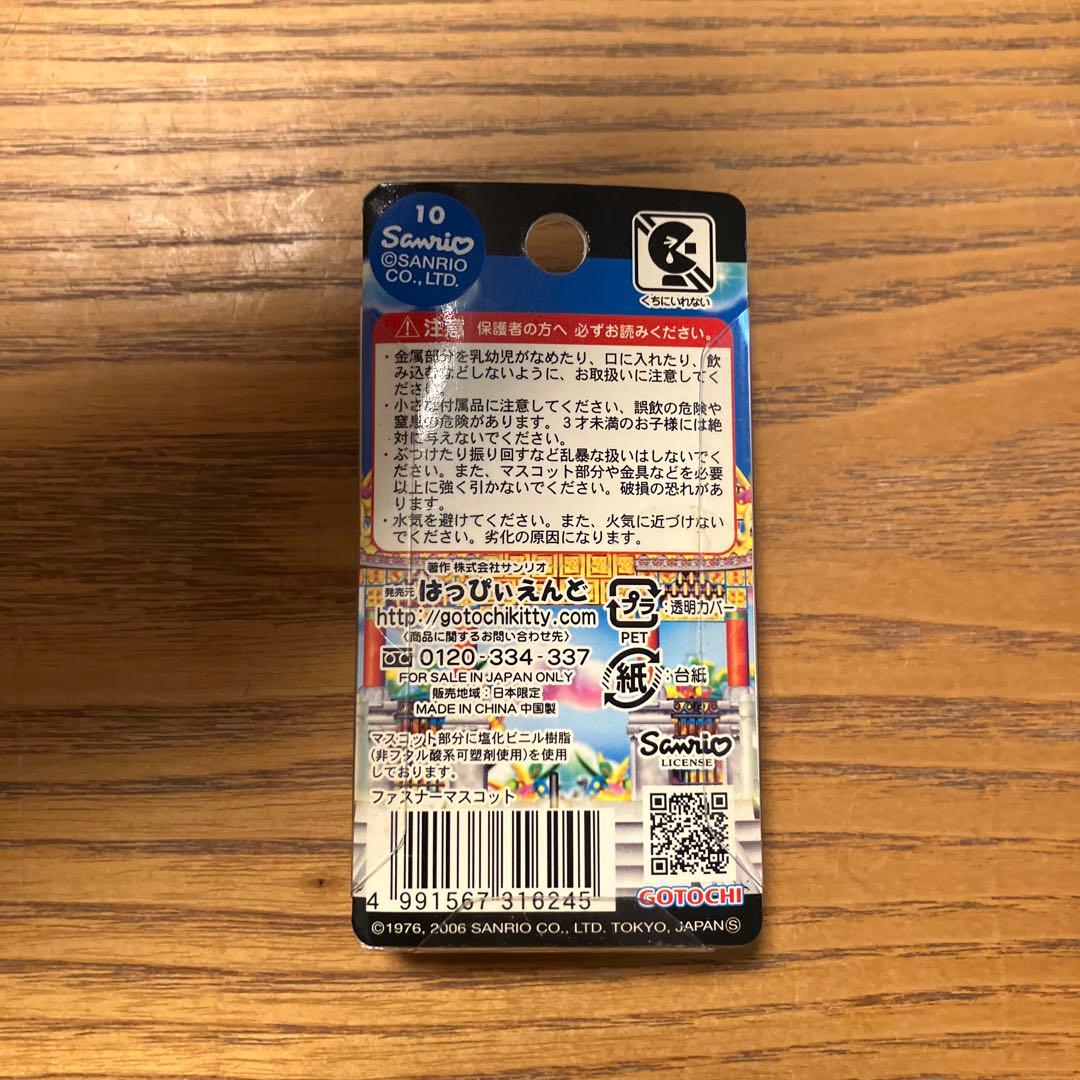 10
Sanrio
©SANRIO
CO., LTD.
くちにいれない
注意 保護者の方へ 必ずお読みください。
・金属部分を乳幼児がなめたり、口に入れたり、飲
み込むなどしないように、お取扱いに注意してく
ださい。
・小さな付属品に注意してください、誤飲の危険や
窒息の危険があります。3才未満のお子様には絶
対に与えないでください。
・ぶつけたり振り回すなど乱暴な扱いはしないでく
ださい。また、マスコット部分や金具などを必要
以上に強く引かないでください。破損の恐れがあ
ります。
・水気を避けてください。また、火気に近づけない
でください。劣化の原因になります。
著作 株式会社サンリオ
発売元 はっぴぃえんど
http://gotochikitty.com
〈商品に関するお問い合わせ先〉
0120-334-337
FOR SALE IN JAPAN ONLY
販売地域：日本限定
MADE IN CHINA 中国製
プラ ：透明カバー
PET
紙 ：台紙
マスコット部分に塩化ビニル樹脂
(非フタル酸系可塑剤使用)を使用
しております。
ファスナーマスコット
Sanrio
LICENSE
4 991567 316245
GOTOCHI
©1976, 2006 SANRIO CO., LTD. TOKYO, JAPAN Ⓢ